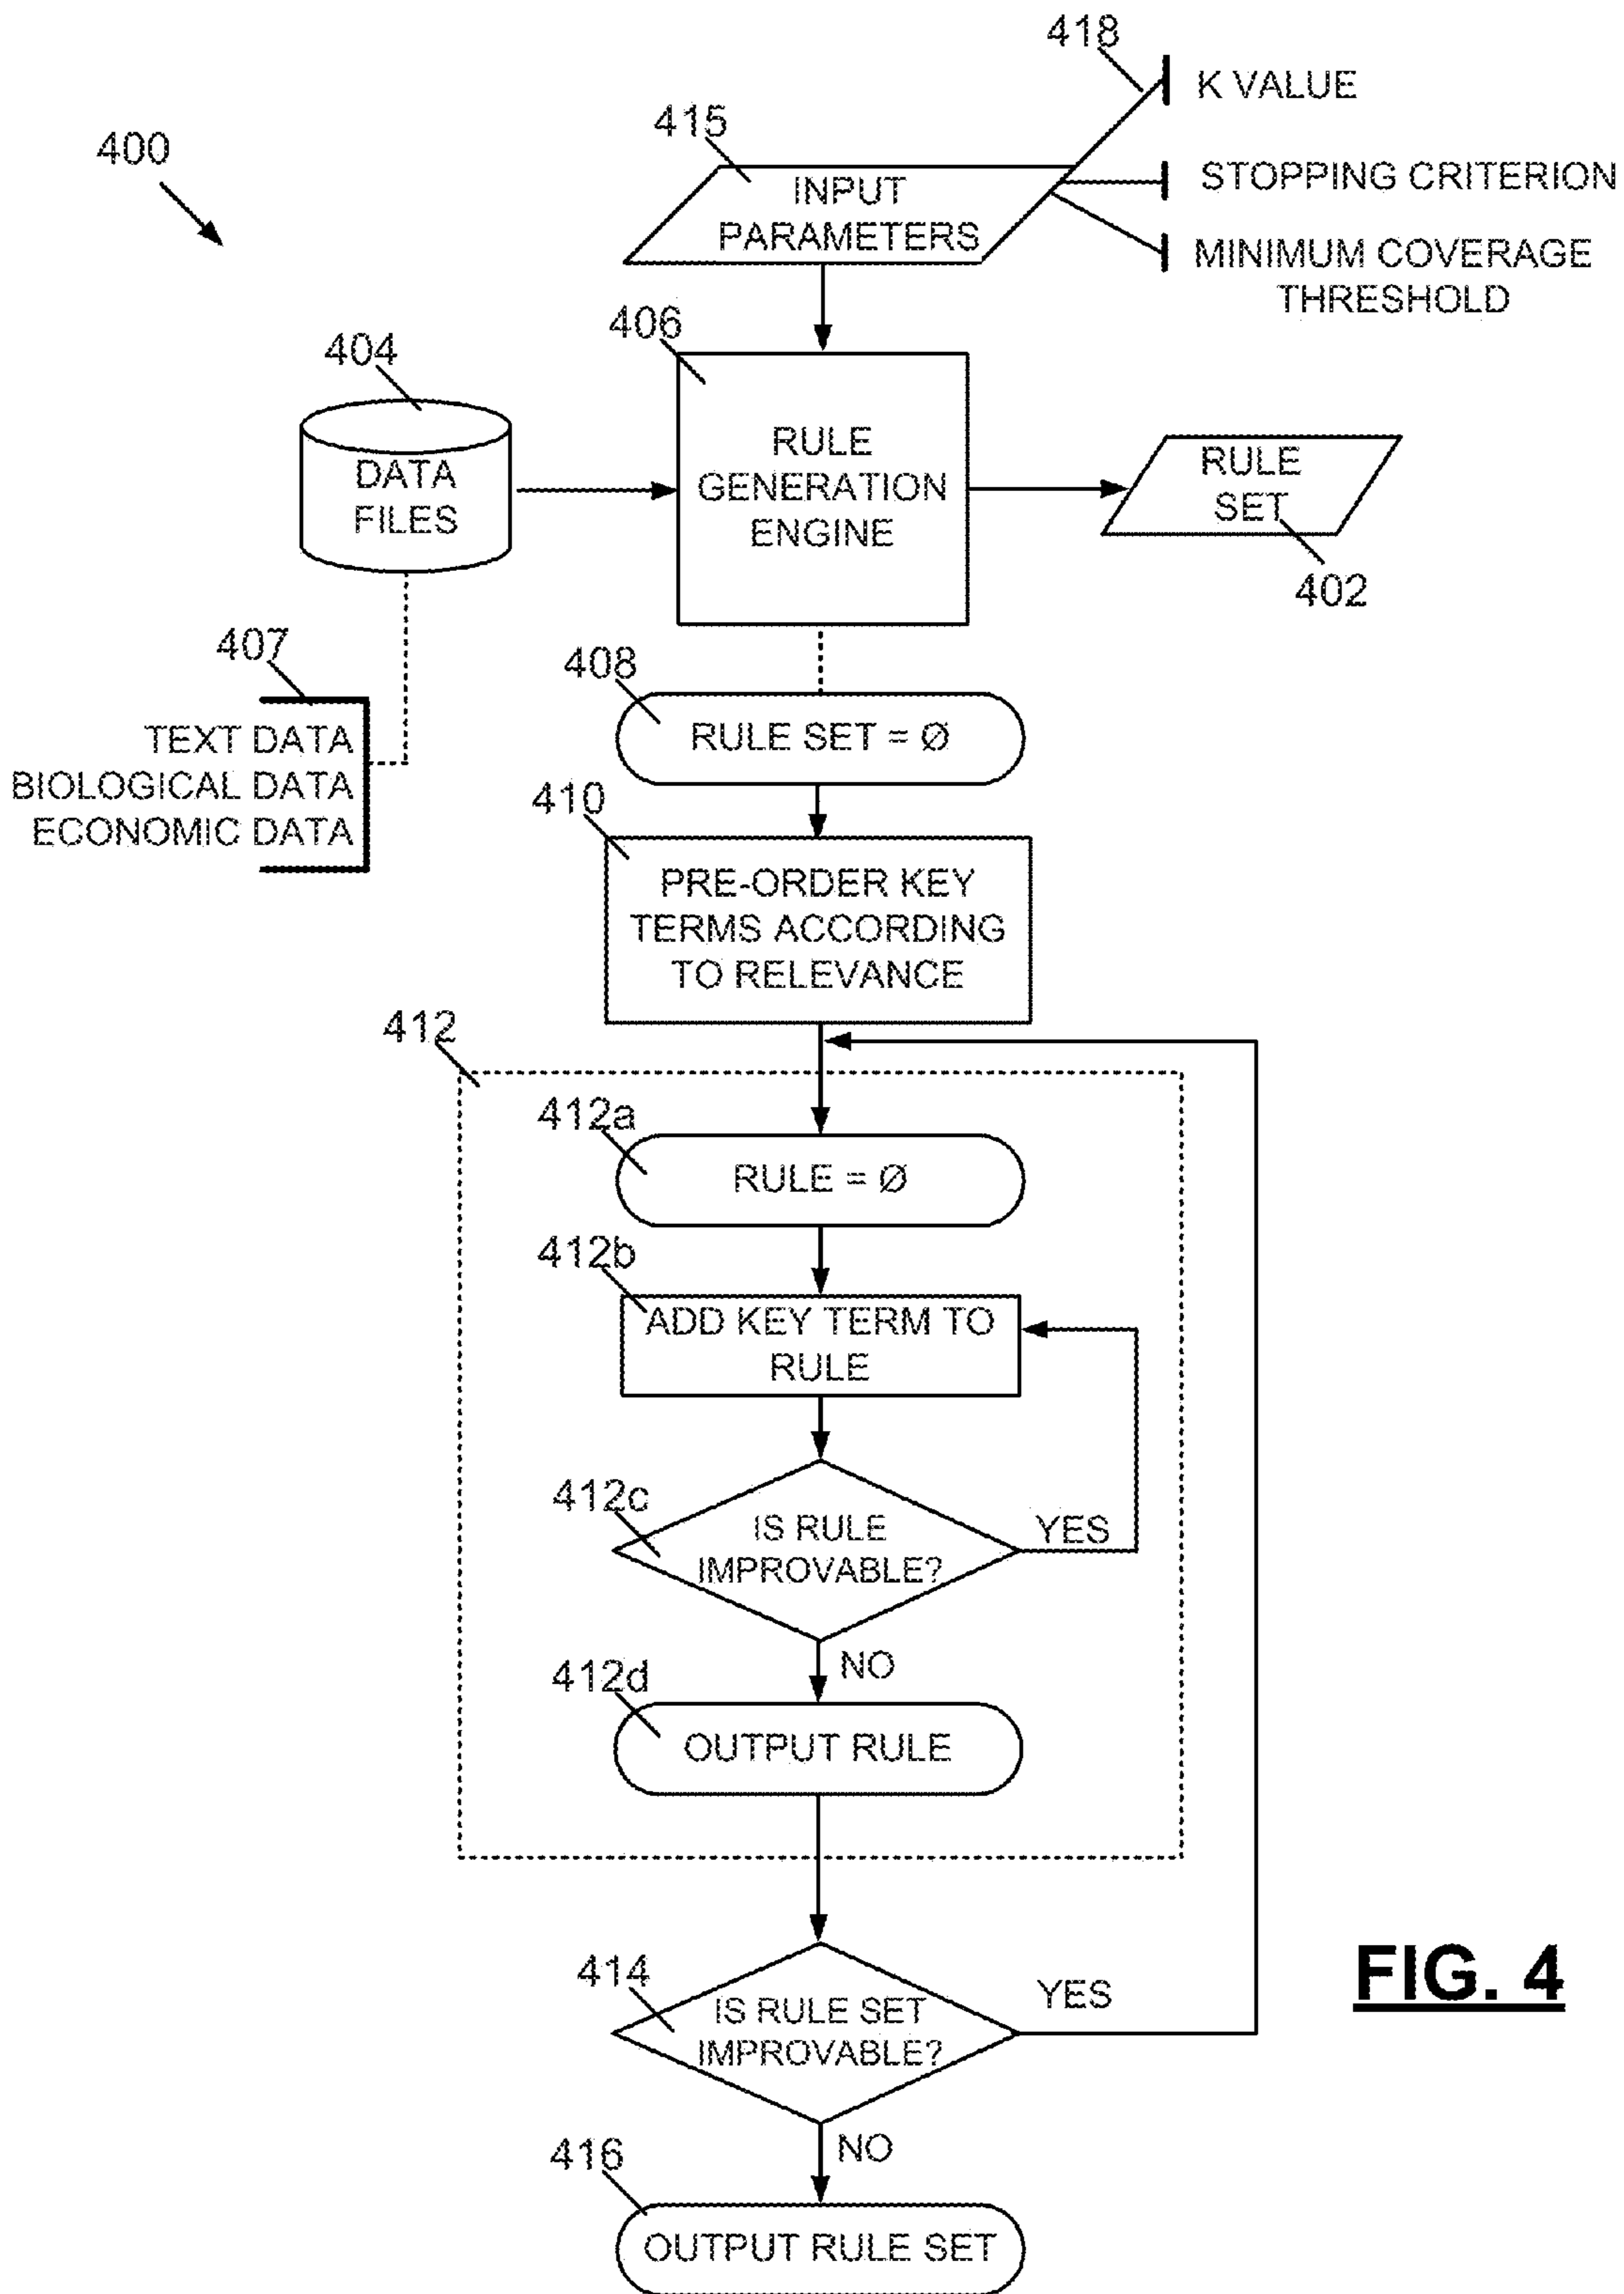 418
K VALUE
415
400
INPUT
PARAMETERS
STOPPING CRITERION
MINIMUM COVERAGE
THRESHOLD
406
404
RULE
GENERATION
ENGINE
DATA
FILES
RULE
SET
402
407
408
TEXT DATA
BIOLOGICAL DATA
ECONOMIC DATA
RULE SET = Ø
410
PRE-ORDER KEY
TERMS ACCORDING
TO RELEVANCE
412
412a
RULE = Ø
412b
ADD KEY TERM TO
RULE
412c
IS RULE
IMPROVABLE?
YES
NO
412d
OUTPUT RULE
414
IS RULE SET
IMPROVABLE?
YES
FIG. 4
NO
416
OUTPUT RULE SET